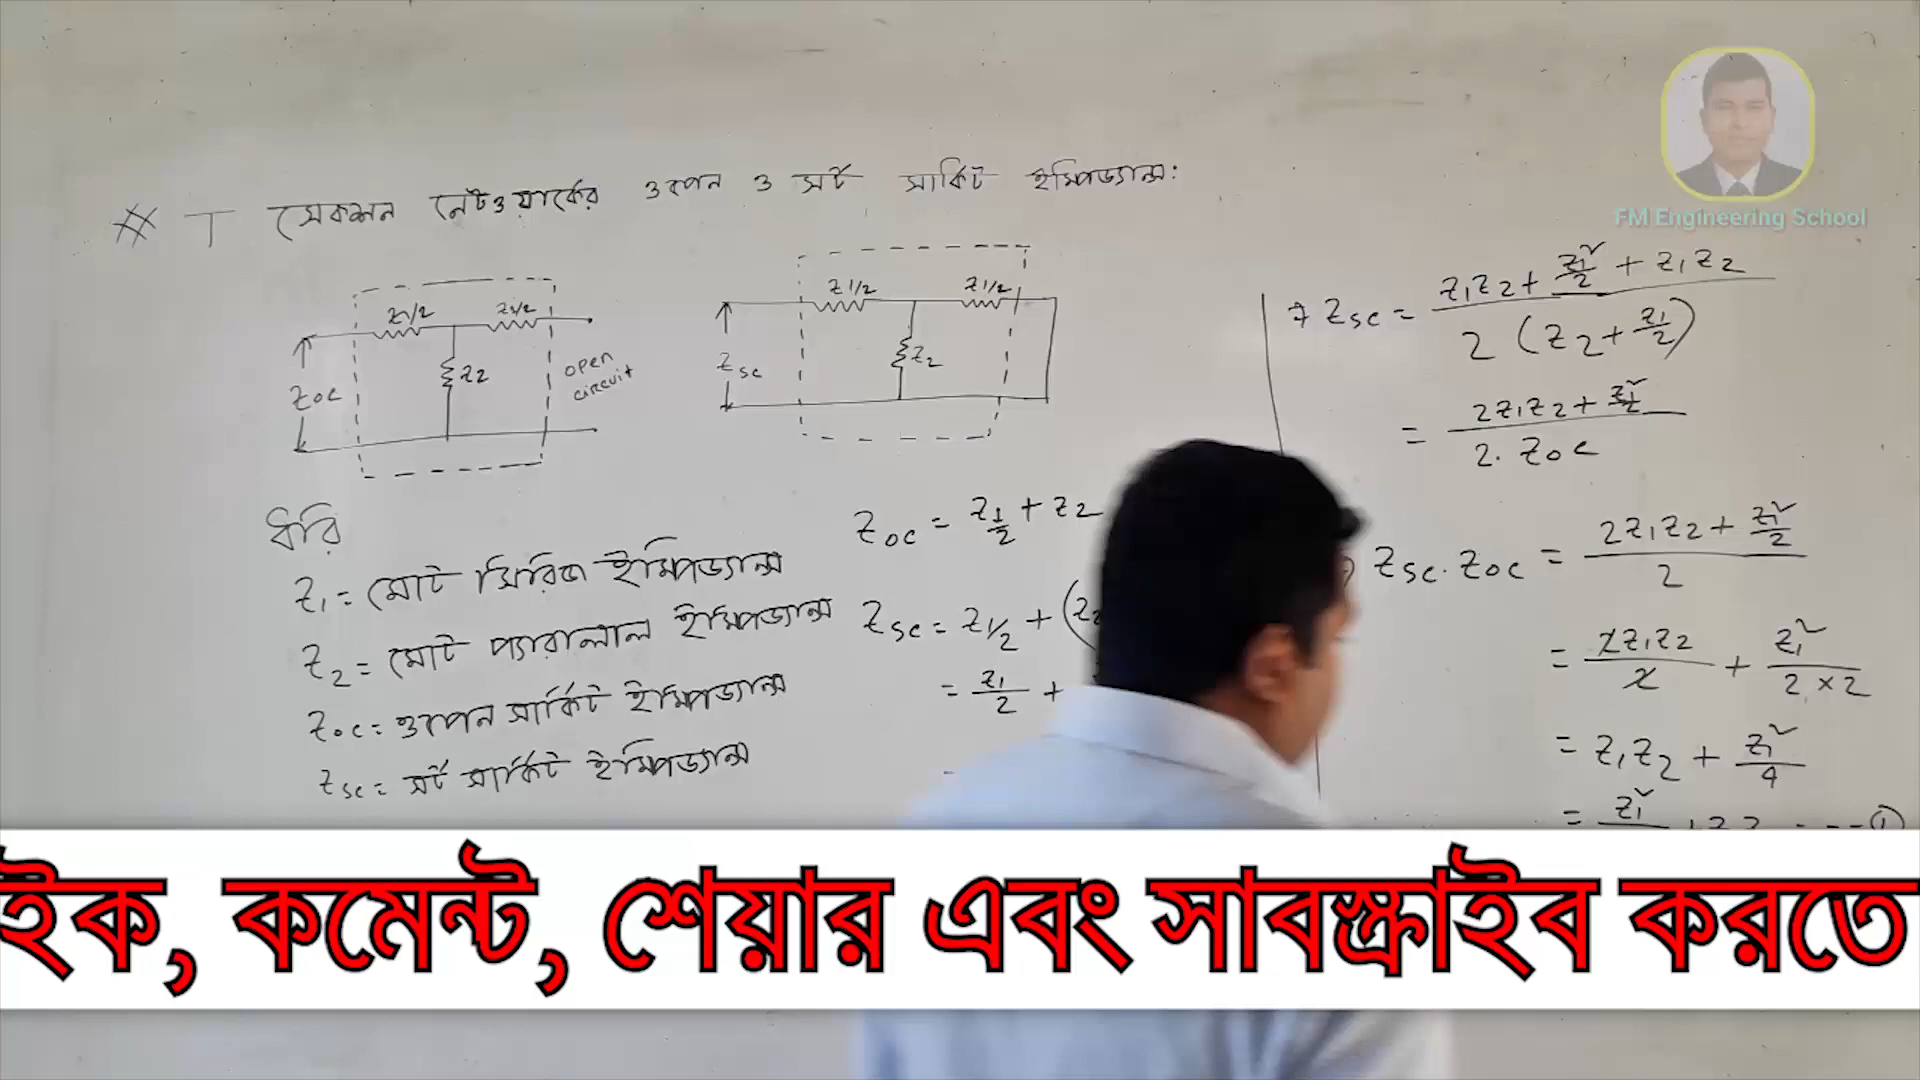 FM Engineering School
# T সেকশন নেটওয়ার্কের ওপেন ও সর্ট সার্কিট ইম্পিড্যান্স:
Z1/2 Z1/2
Z2
Zoc
open
circuit
Z1/2 Z1/2
Z2
Zsc
ধরি
Z₁ = মোট সিরিজ ইম্পিড্যান্স
Z₂ = মোট প্যারালাল ইম্পিড্যান্স
Zoc = ওপেন সার্কিট ইম্পিড্যান্স
Zsc = সর্ট সার্কিট ইম্পিড্যান্স
Zoc = Z1/2 + Z2
Zsc = Z1/2 + (Z2
= Z1/2 +
=
Zsc = (Z₁Z₂ + Z₁²/2 + Z₁Z₂) / 2(Z₂ + Z₁/2)
= (2Z₁Z₂ + Z₁²/2) / 2.Zoc
Zsc.Zoc = (2Z₁Z₂ + Z₁²/2) / 2
= 2Z₁Z₂/2 + Z₁²/2×2
= Z₁Z₂ + Z₁²/4
= Z₁²
ইক, কমেন্ট, শেয়ার এবং সাবস্ক্রাইব করতে